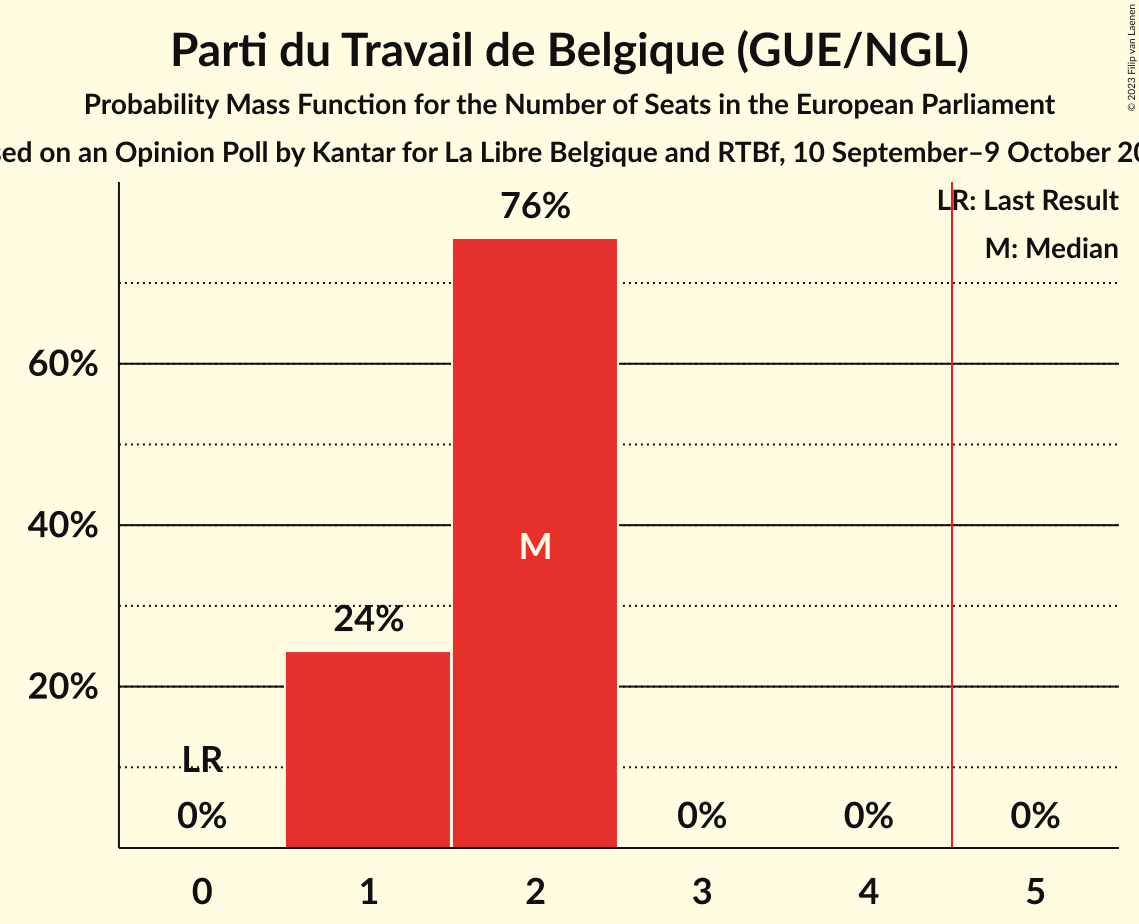 Parti du Travail de Belgique (GUE/NGL)
Probability Mass Function for the Number of Seats in the European Parliament
on an Opinion Poll by Kantar for La Libre Belgique and RTBf, 10 September–9 October
© 2023 Filip van Laenen
LR: Last Result
M: Median
76%
60%
40%
M
24%
20%
LR
0%
0%
0%
0%
0
1
2
3
4
5